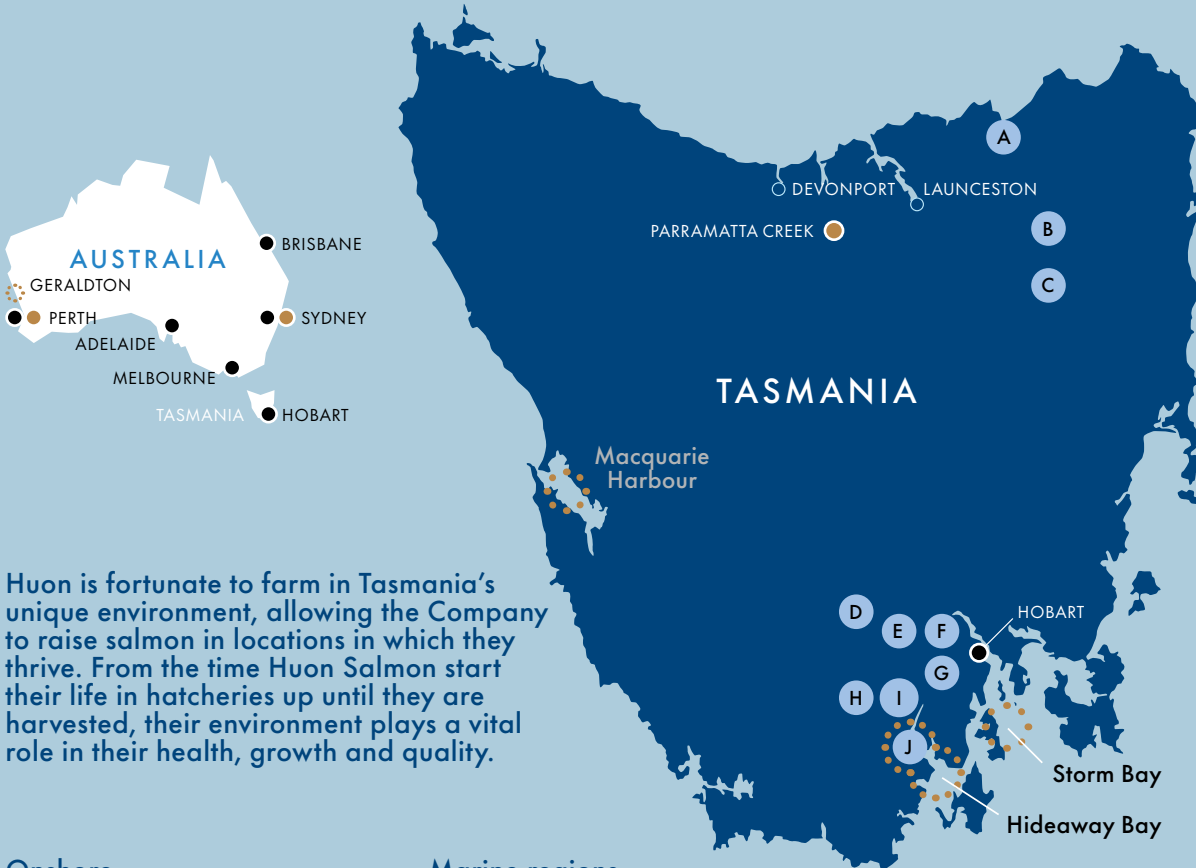 A
DEVONPORT
LAUNCESTON
PARRAMATTA CREEK
B
C
BRISBANE
AUSTRALIA
GERALDTON
PERTH
SYDNEY
ADELAIDE
MELBOURNE
TASMANIA
HOBART
TASMANIA
Macquarie
Harbour
Huon is fortunate to farm in Tasmania's
unique environment, allowing the Company
to raise salmon in locations in which they
thrive. From the time Huon Salmon start
their life in hatcheries up until they are
harvested, their environment plays a vital
role in their health, growth and quality.
D
E
F
HOBART
G
H
I
J
Storm Bay
Hideaway Bay
Onshore
Marine regions